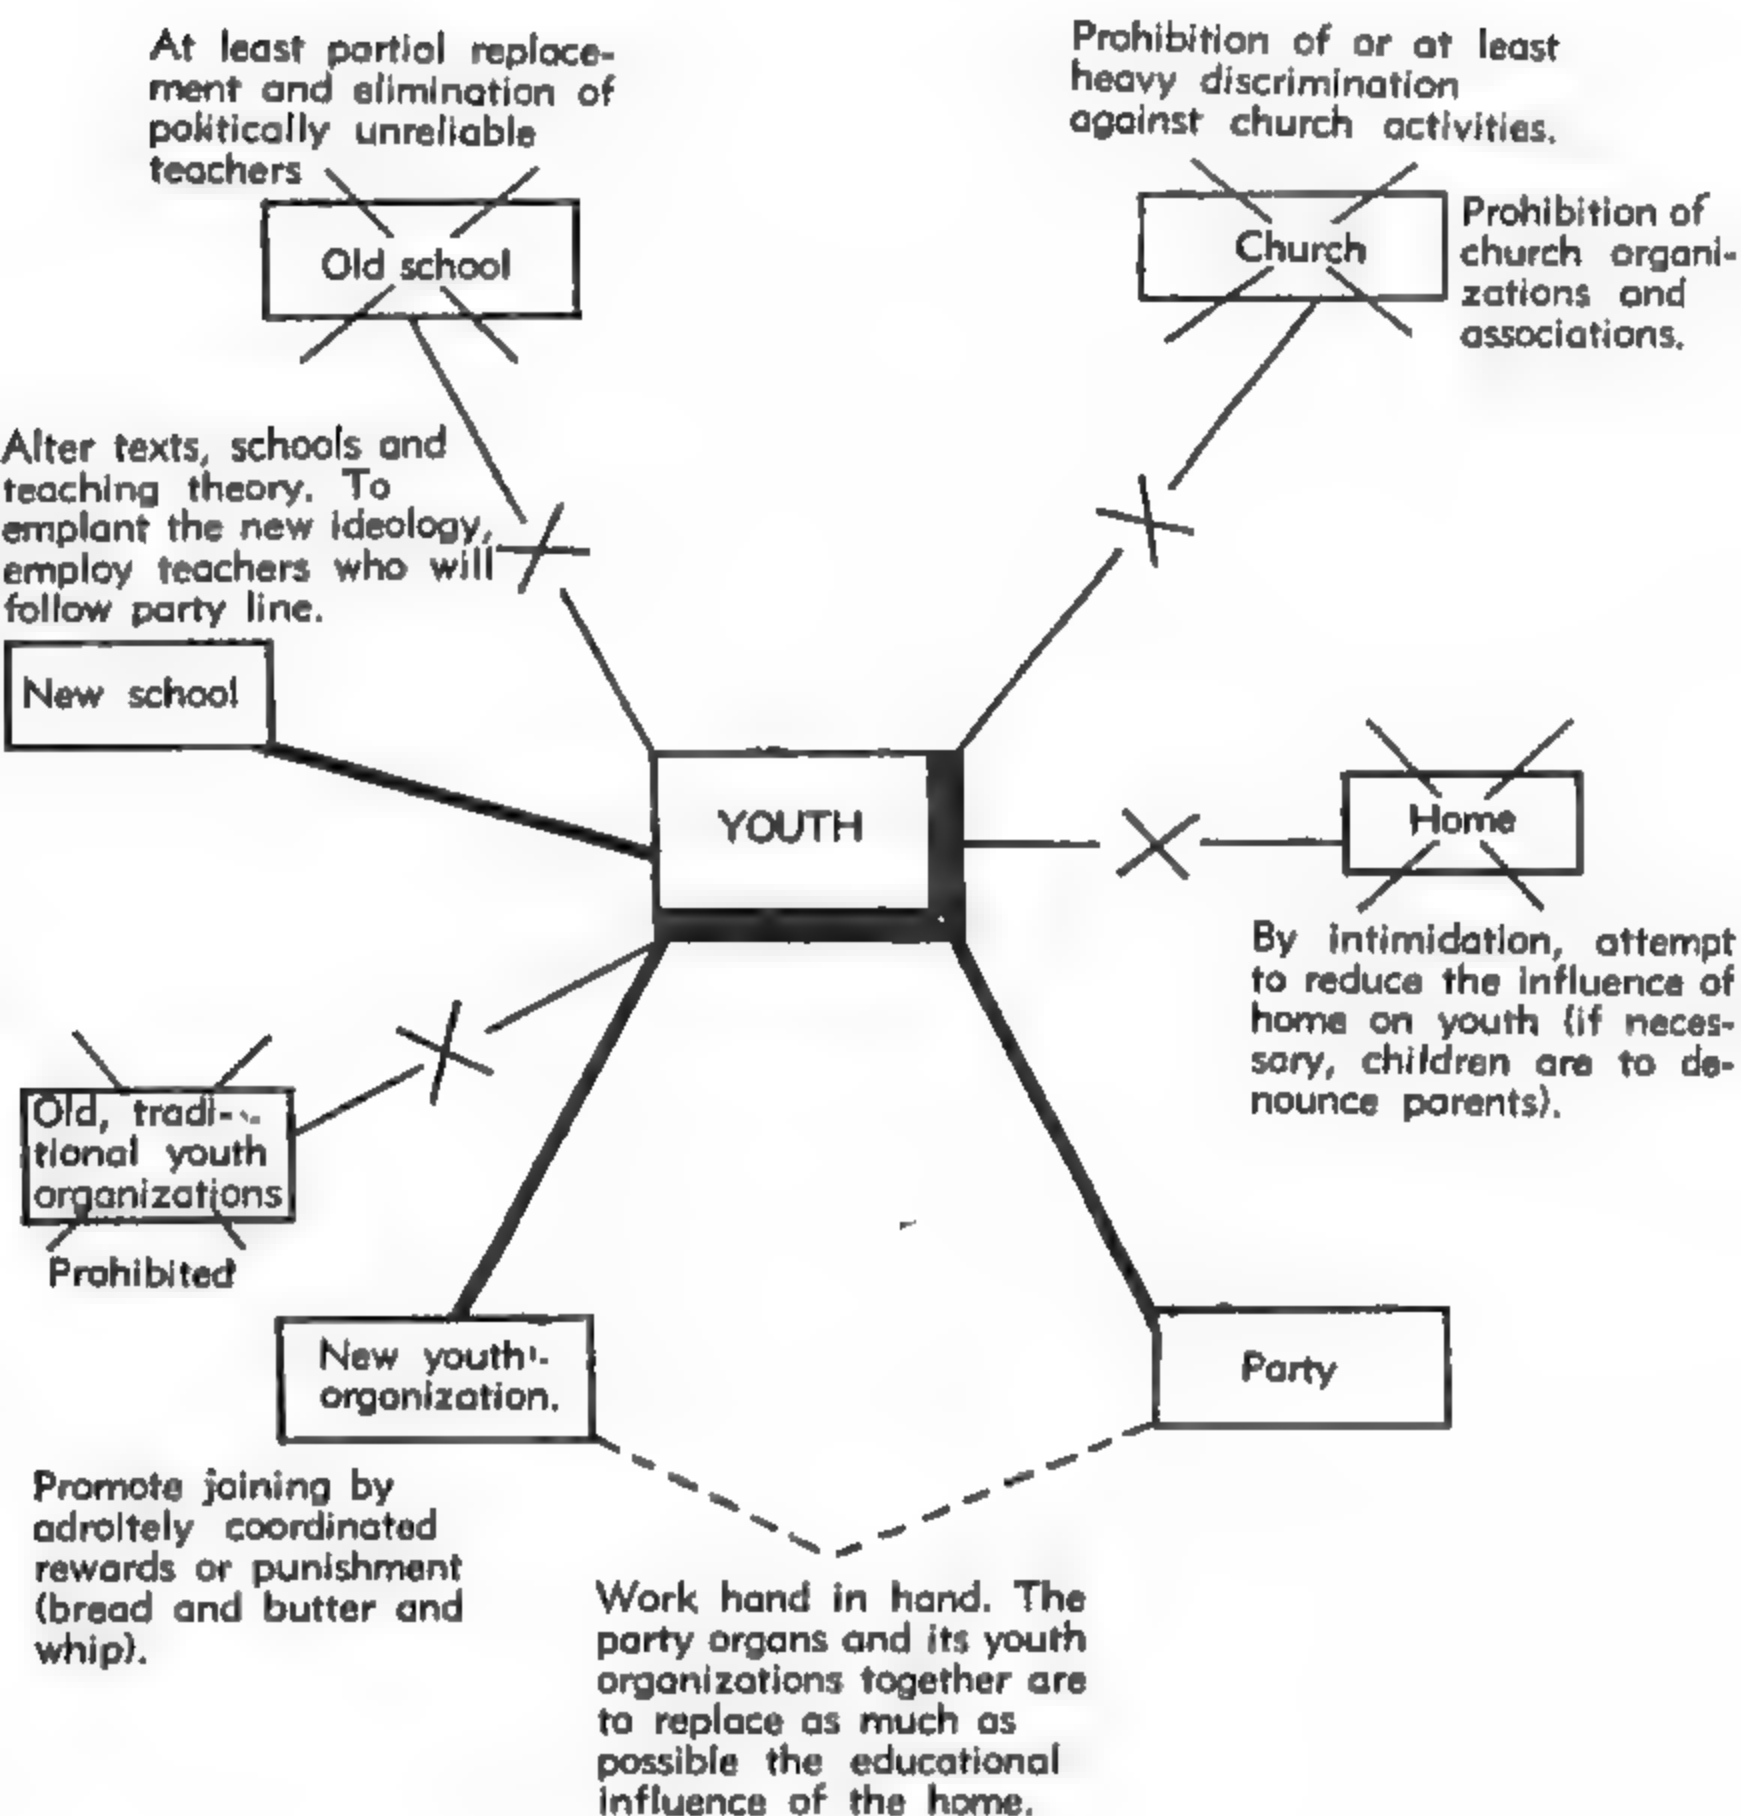 At least partial replace-
ment and elimination of
politically unreliable
teachers
Old school
Prohibition of or at least
heavy discrimination
against church activities.
Church
Prohibition of
church organi-
zations and
associations.
Alter texts, schools and
teaching theory. To
emplant the new ideology,
employ teachers who will
follow party line.
New school
YOUTH
Home
By intimidation, attempt
to reduce the influence of
home on youth (if neces-
sary, children are to de-
nounce parents).
Old, tradi-
tional youth
organizations
Prohibited
New youth-
organization.
Party
Promote joining by
adroitely coordinated
rewards or punishment
(bread and butter and
whip).
Work hand in hand. The
party organs and its youth
organizations together are
to replace as much as
possible the educational
influence of the home.